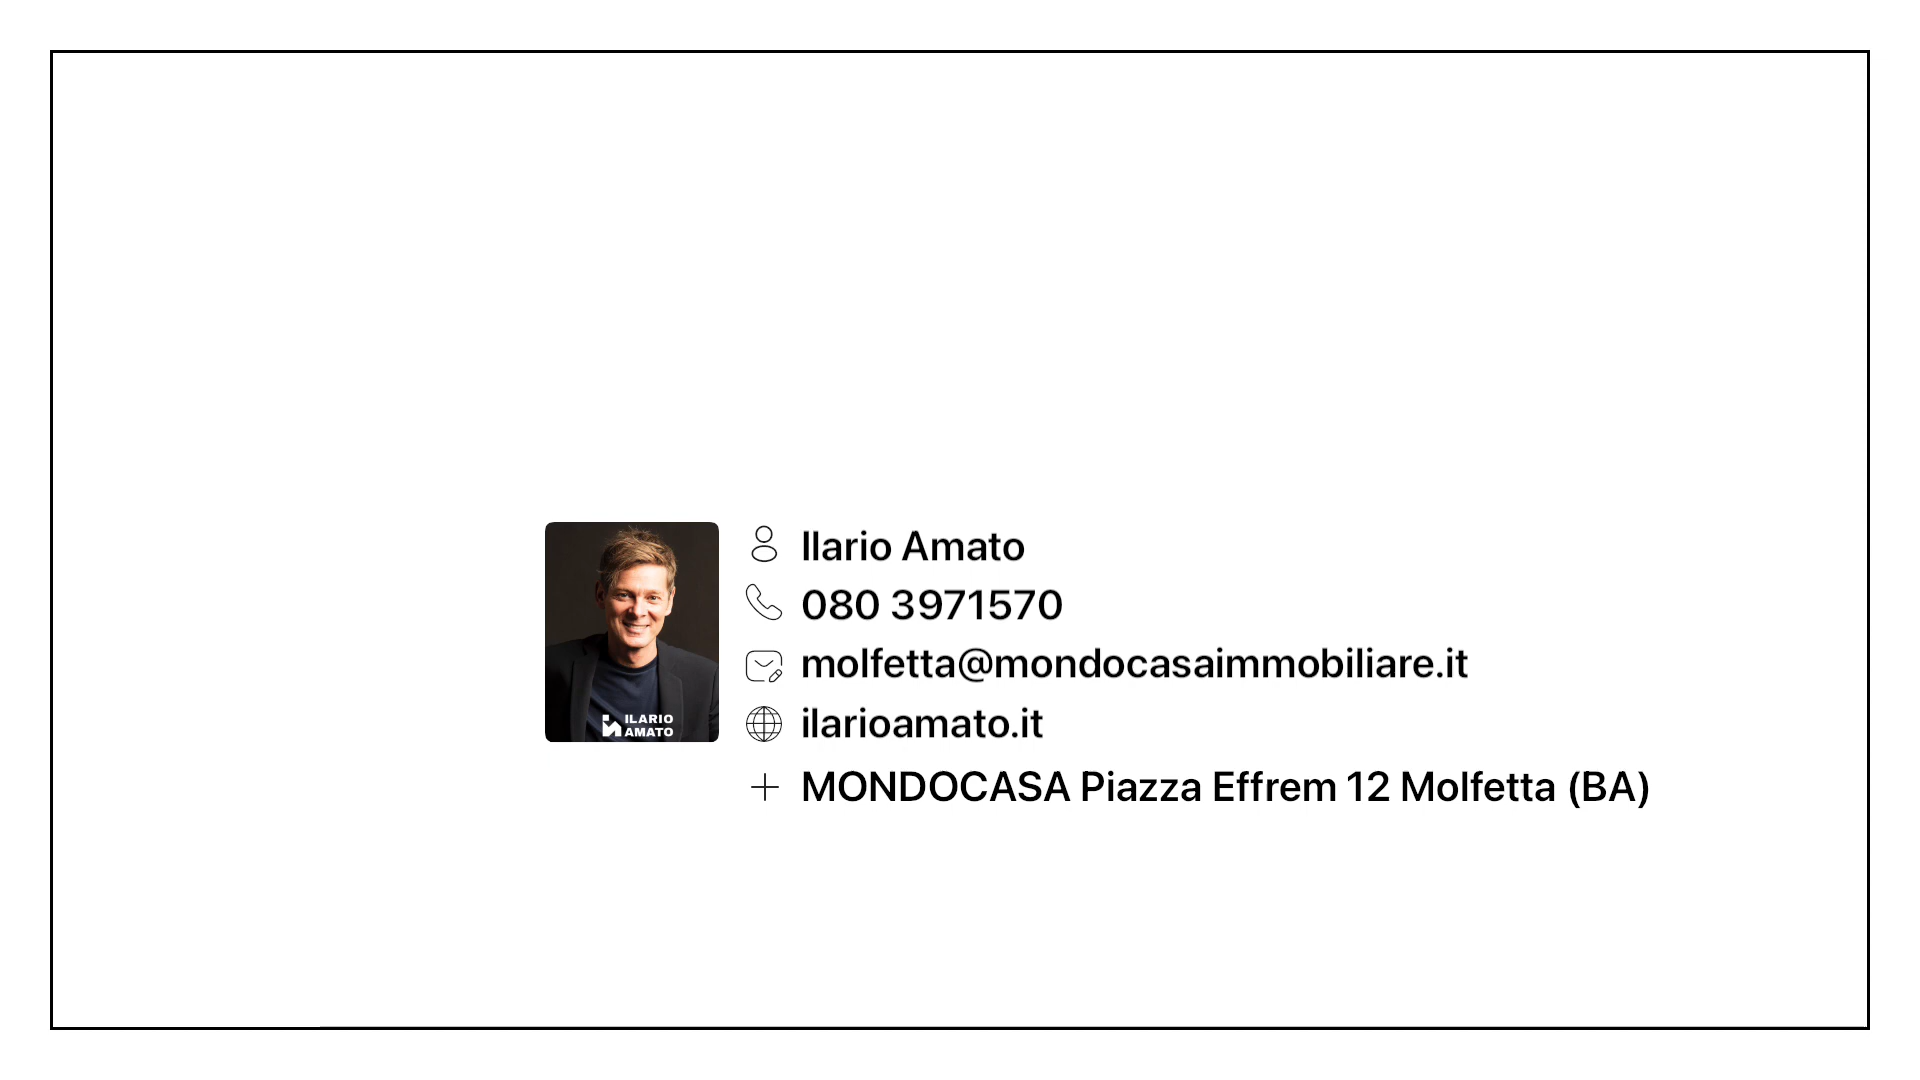 Ilario Amato
080 3971570
molfetta@mondocasaimmobiliare.it
ilarioamato.it
MONDOCASA Piazza Effrem 12 Molfetta (BA)
ILARIO
AMATO